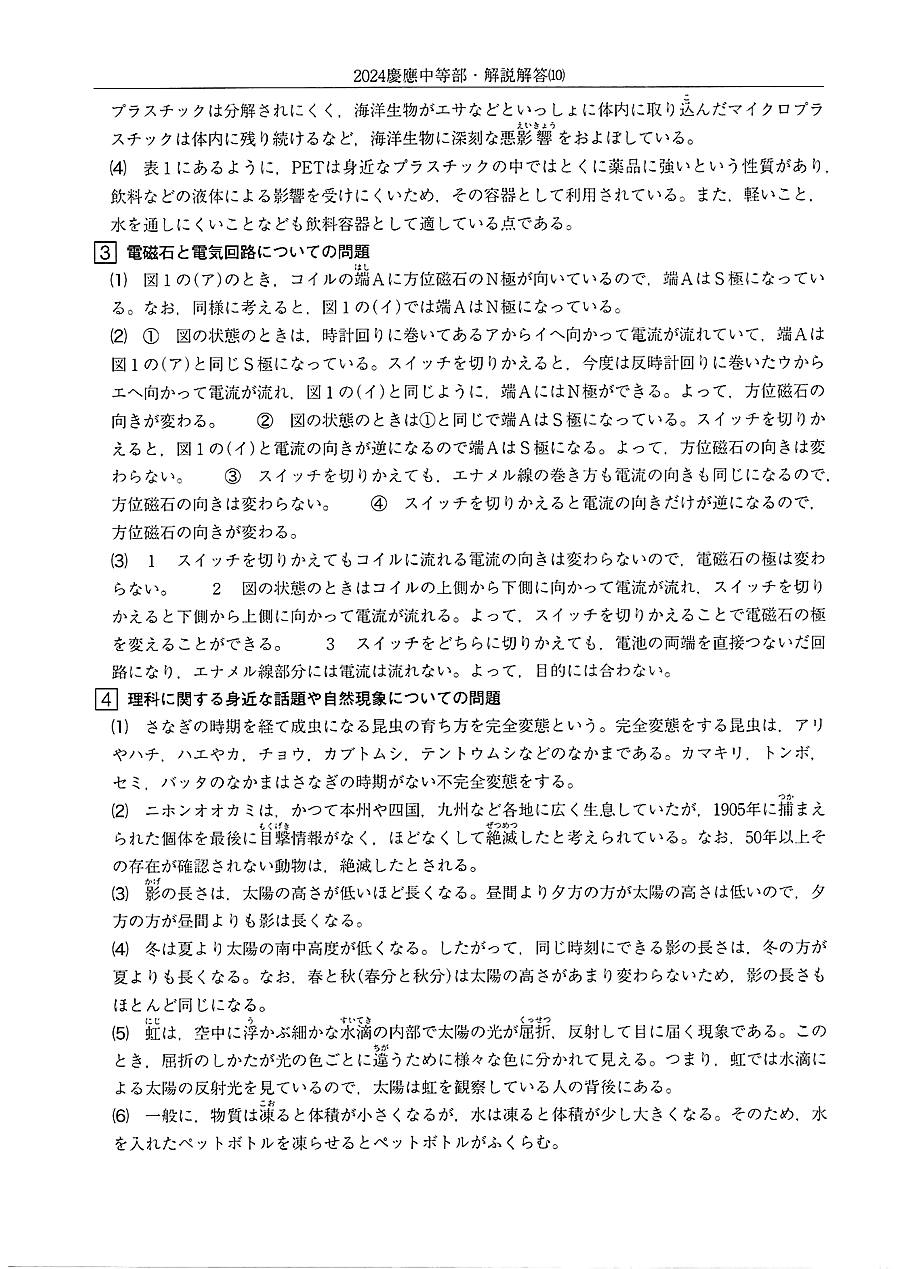 2024慶應中等部・解説解答⑽
プラスチックは分解されにくく，海洋生物がエサなどといっしょに体内に取り込んだマイクロプラ
スチックは体内に残り続けるなど，海洋生物に深刻な悪影響をおよぼしている。
⑷　表１にあるように，PETは身近なプラスチックの中ではとくに薬品に強いという性質があり，
飲料などの液体による影響を受けにくいため，その容器として利用されている。また，軽いこと，
水を通しにくいことなども飲料容器として適している点である。
3 電磁石と電気回路についての問題
⑴　図１の(ア)のとき，コイルの端Ａに方位磁石のＮ極が向いているので，端ＡはＳ極になってい
る。なお，同様に考えると，図１の(イ)では端ＡはＮ極になっている。
⑵　①　図の状態のときは，時計回りに巻いてあるアからイへ向かって電流が流れていて，端Ａは
図１の(ア)と同じＳ極になっている。スイッチを切りかえると，今度は反時計回りに巻いたウから
エへ向かって電流が流れ，図１の(イ)と同じように，端ＡにはＮ極ができる。よって，方位磁石の
向きが変わる。　②　図の状態のときは①と同じで端ＡはＳ極になっている。スイッチを切りか
えると，図１の(イ)と電流の向きが逆になるので端ＡはＳ極になる。よって，方位磁石の向きは変
わらない。　③　スイッチを切りかえても，エナメル線の巻き方も電流の向きも同じになるので，
方位磁石の向きは変わらない。　④　スイッチを切りかえると電流の向きだけが逆になるので，
方位磁石の向きが変わる。
⑶　１　スイッチを切りかえてもコイルに流れる電流の向きは変わらないので，電磁石の極は変わ
らない。　２　図の状態のときはコイルの上側から下側に向かって電流が流れ，スイッチを切り
かえると下側から上側に向かって電流が流れる。よって，スイッチを切りかえることで電磁石の極
を変えることができる。　３　スイッチをどちらに切りかえても，電池の両端を直接つないだ回
路になり，エナメル線部分には電流は流れない。よって，目的には合わない。
4 理科に関する身近な話題や自然現象についての問題
⑴　さなぎの時期を経て成虫になる昆虫の育ち方を完全変態という。完全変態をする昆虫は，アリ
やハチ，ハエやカ，チョウ，カブトムシ，テントウムシなどのなかまである。カマキリ，トンボ，
セミ，バッタのなかまはさなぎの時期がない不完全変態をする。
⑵　ニホンオオカミは，かつて本州や四国，九州など各地に広く生息していたが，1905年に捕まえ
られた個体を最後に目撃情報がなく，ほどなくして絶滅したと考えられている。なお，50年以上そ
の存在が確認されない動物は，絶滅したとされる。
⑶　影の長さは，太陽の高さが低いほど長くなる。昼間より夕方の方が太陽の高さは低いので，夕
方の方が昼間よりも影は長くなる。
⑷　冬は夏より太陽の南中高度が低くなる。したがって，同じ時刻にできる影の長さは，冬の方が
夏よりも長くなる。なお，春と秋(春分と秋分)は太陽の高さがあまり変わらないため，影の長さも
ほとんど同じになる。
⑸　虹は，空中に浮かぶ細かな水滴の内部で太陽の光が屈折，反射して目に届く現象である。この
とき，屈折のしかたが光の色ごとに違うために様々な色に分かれて見える。つまり，虹では水滴に
よる太陽の反射光を見ているので，太陽は虹を観察している人の背後にある。
⑹　一般に，物質は凍ると体積が小さくなるが，水は凍ると体積が少し大きくなる。そのため，水
を入れたペットボトルを凍らせるとペットボトルがふくらむ。